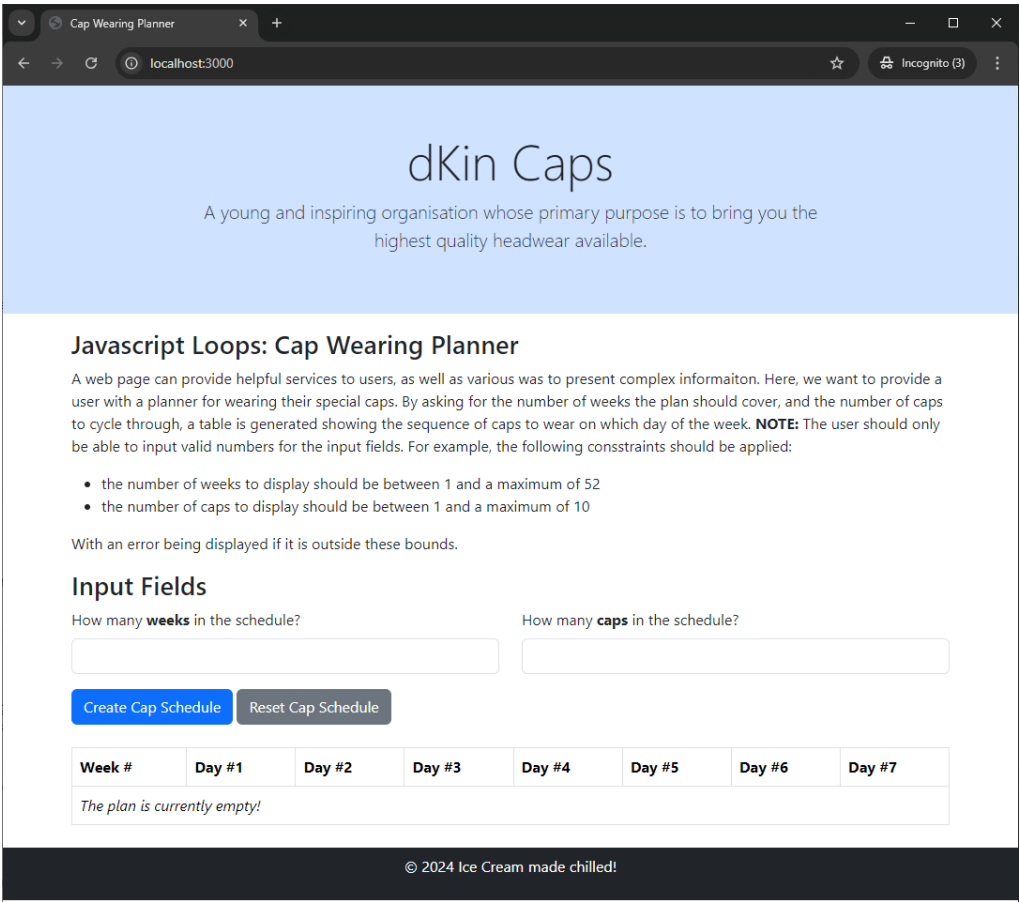 Cap Wearing Planner
localhost:3000
Incognito (3)
dKin Caps
A young and inspiring organisation whose primary purpose is to bring you the
highest quality headwear available.
Javascript Loops: Cap Wearing Planner
A web page can provide helpful services to users, as well as various was to present complex informaiton. Here, we want to provide a
user with a planner for wearing their special caps. By asking for the number of weeks the plan should cover, and the number of caps
to cycle through, a table is generated showing the sequence of caps to wear on which day of the week. NOTE: The user should only
be able to input valid numbers for the input fields. For example, the following consstraints should be applied:
• the number of weeks to display should be between 1 and a maximum of 52
• the number of caps to display should be between 1 and a maximum of 10
With an error being displayed if it is outside these bounds.
Input Fields
How many weeks in the schedule? How many caps in the schedule?
Create Cap Schedule Reset Cap Schedule
Week # Day #1 Day #2 Day #3 Day #4 Day #5 Day #6 Day #7
The plan is currently empty!
© 2024 Ice Cream made chilled!